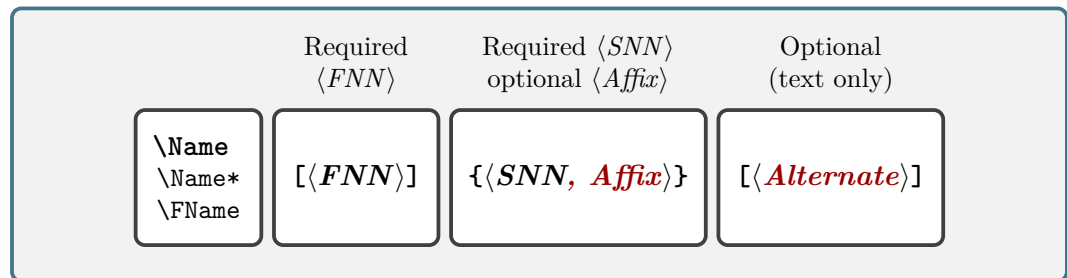 Required Required ⟨SNN⟩ Optional
⟨FNN⟩ optional ⟨Affix⟩ (text only)
\Name
\Name* [⟨FNN⟩] {⟨SNN, Affix⟩} [⟨Alternate⟩]
\FName